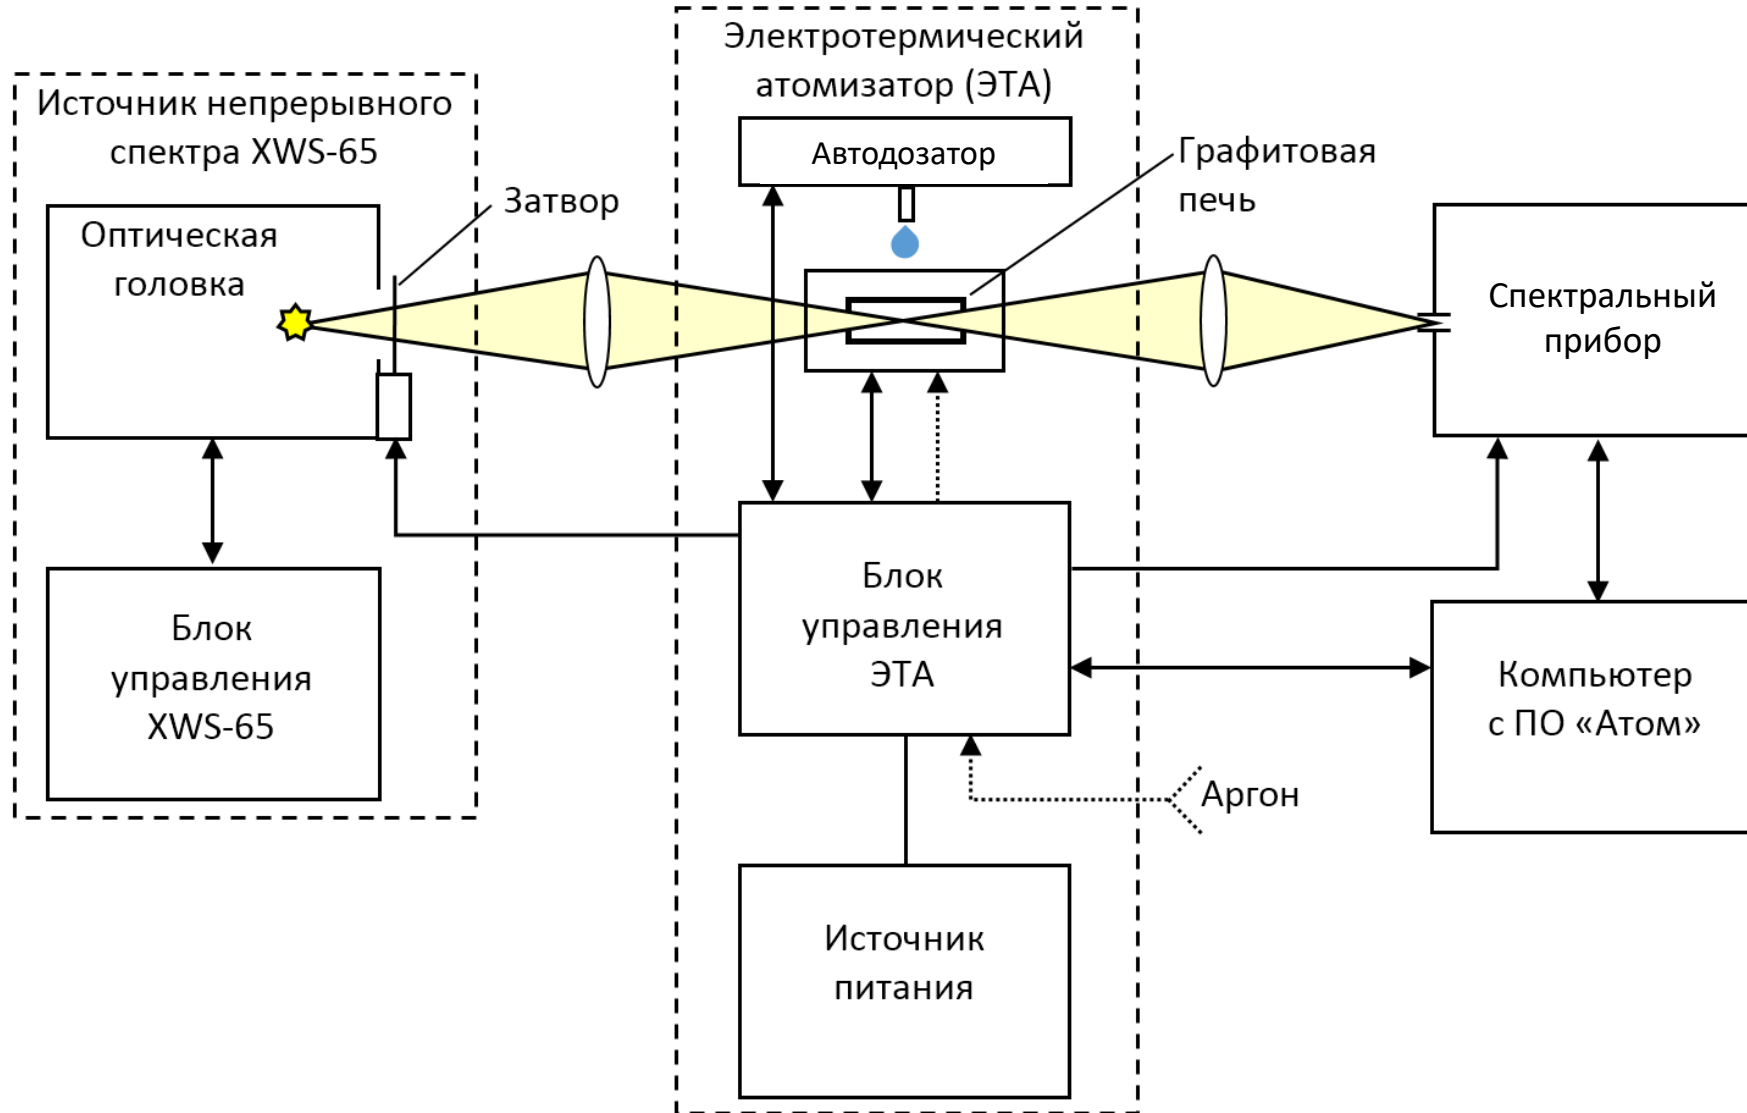 Электротермический
атомизатор (ЭТА)
Источник непрерывного
спектра XWS-65
Автодозатор
Графитовая
печь
Затвор
Оптическая
головка
Спектральный
прибор
Блок
управления
ЭТА
Блок
управления
XWS-65
Компьютер
с ПО «Атом»
Аргон
Источник
питания